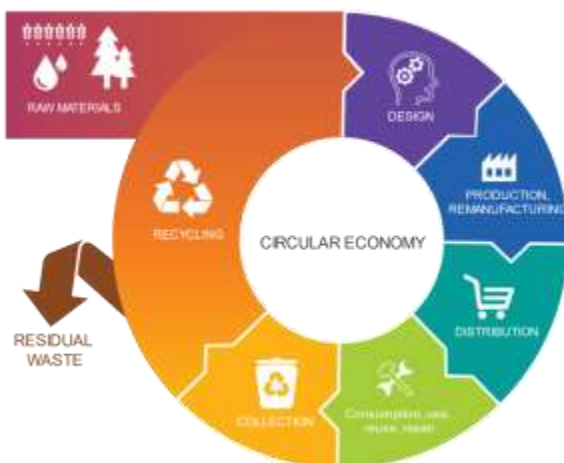 RAW MATERIALS
DESIGN
PRODUCTION,
REMANUFACTURING
RECYCLING
CIRCULAR ECONOMY
DISTRIBUTION
RESIDUAL
WASTE
COLLECTION
Consumption, use,
reuse, repair